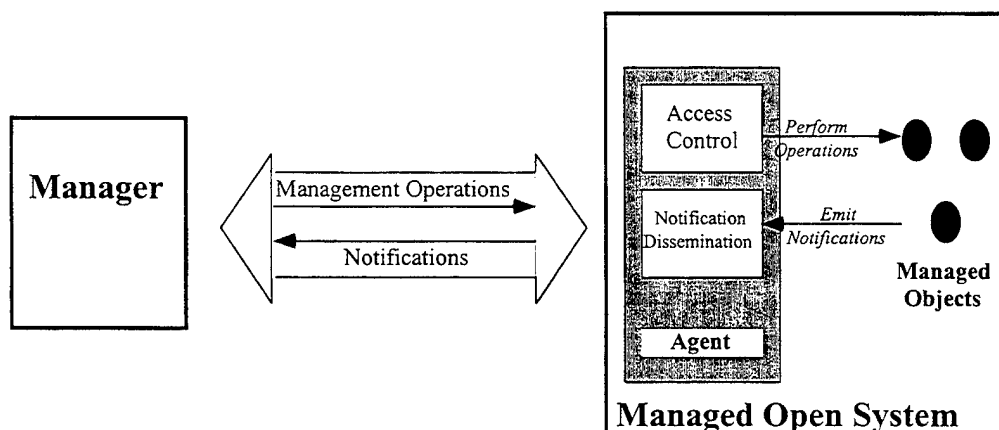 Manager
Management Operations
Notifications
Access
Control
Perform
Operations
Notification
Dissemination
Emit
Notifications
Managed
Objects
Agent
Managed Open System